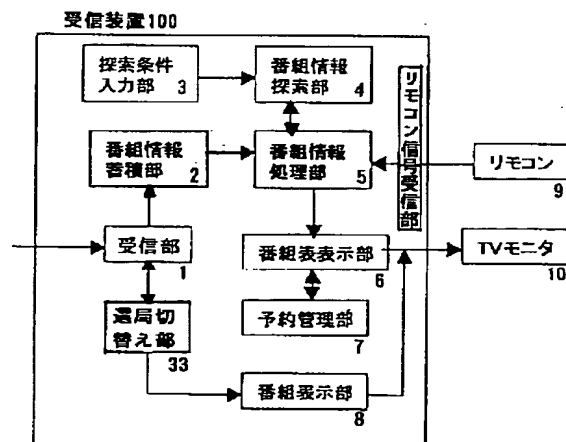 受信装置100
探索条件
入力部 3
番組情報
探索部 4
リモコン信号受信部
番組情報
蓄積部 2
番組情報
処理部 5
リモコン
9
受信部
1
番組表表示部
6
TVモニタ
10
選局切
替え部
33
予約管理部
7
番組表示部
8